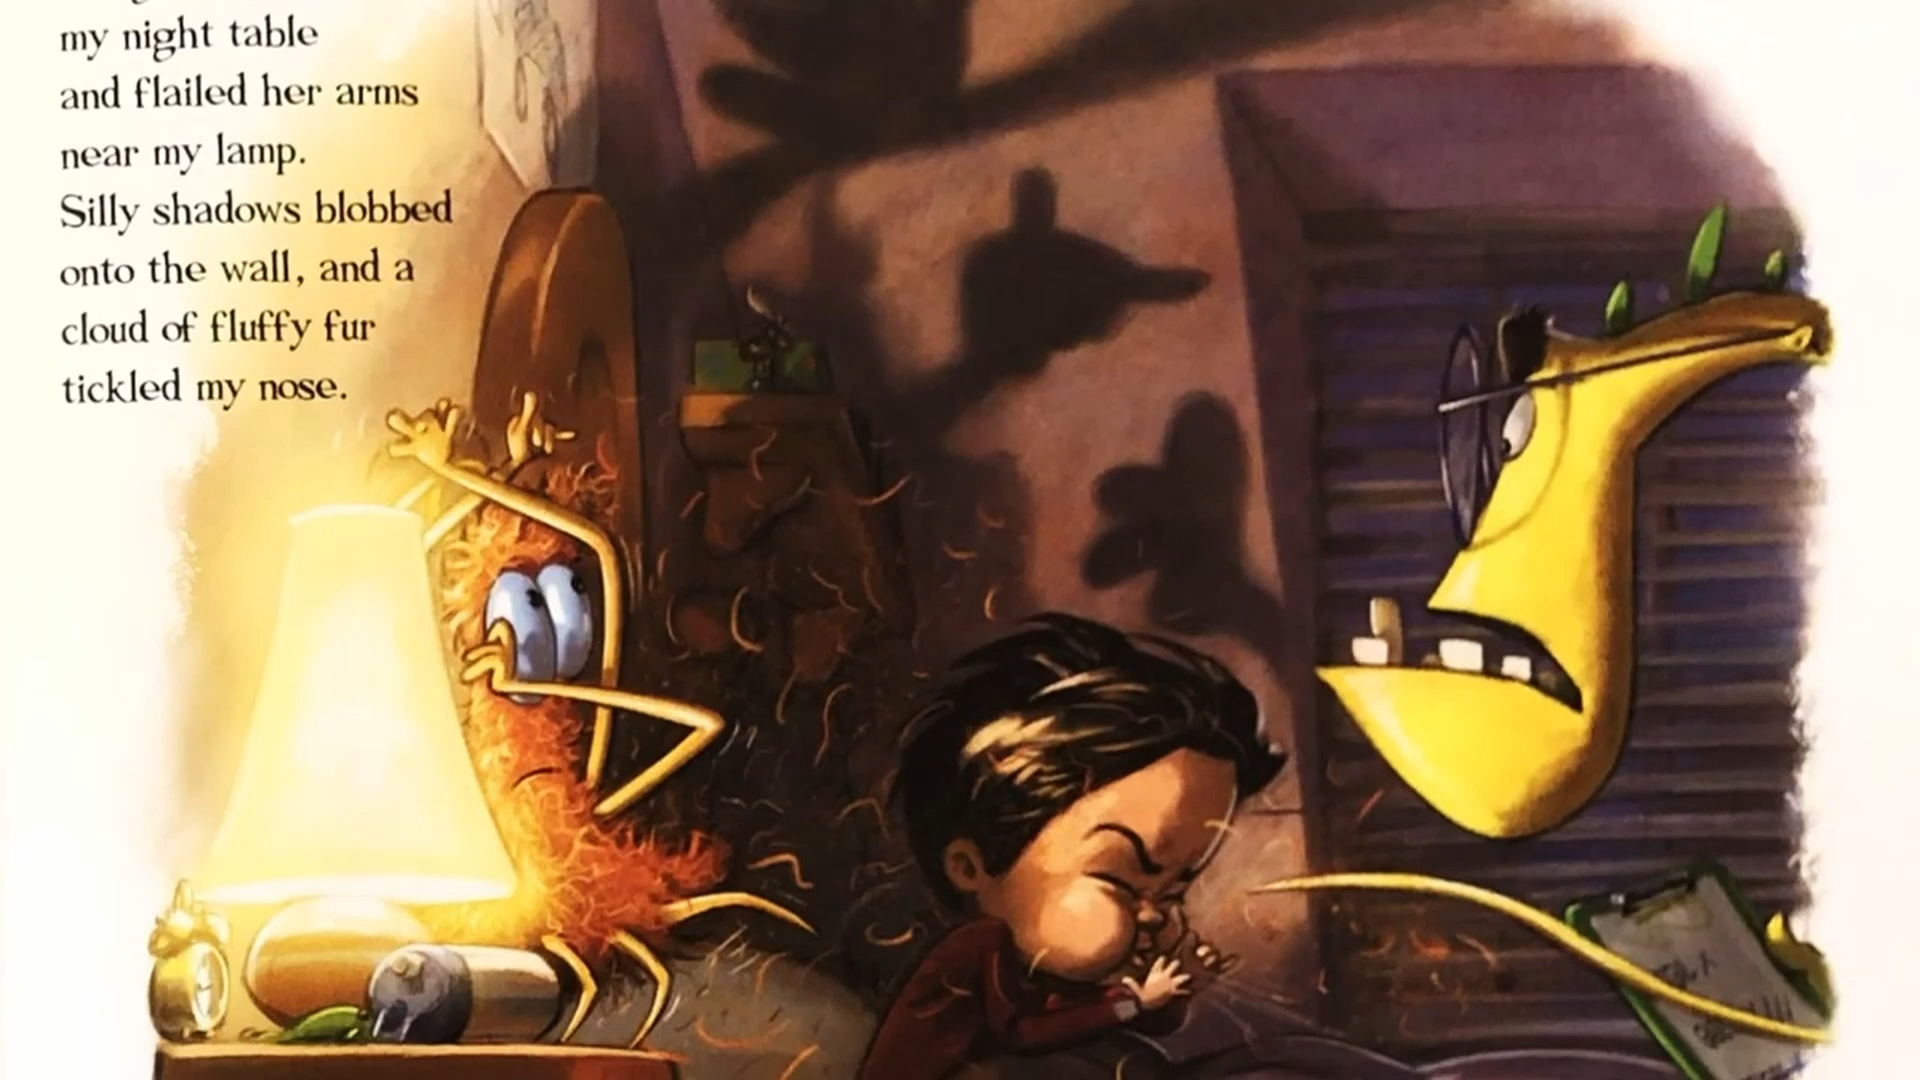 my night table
and flailed her arms
near my lamp.
Silly shadows blobbed
onto the wall, and a
cloud of fluffy fur
tickled my nose.